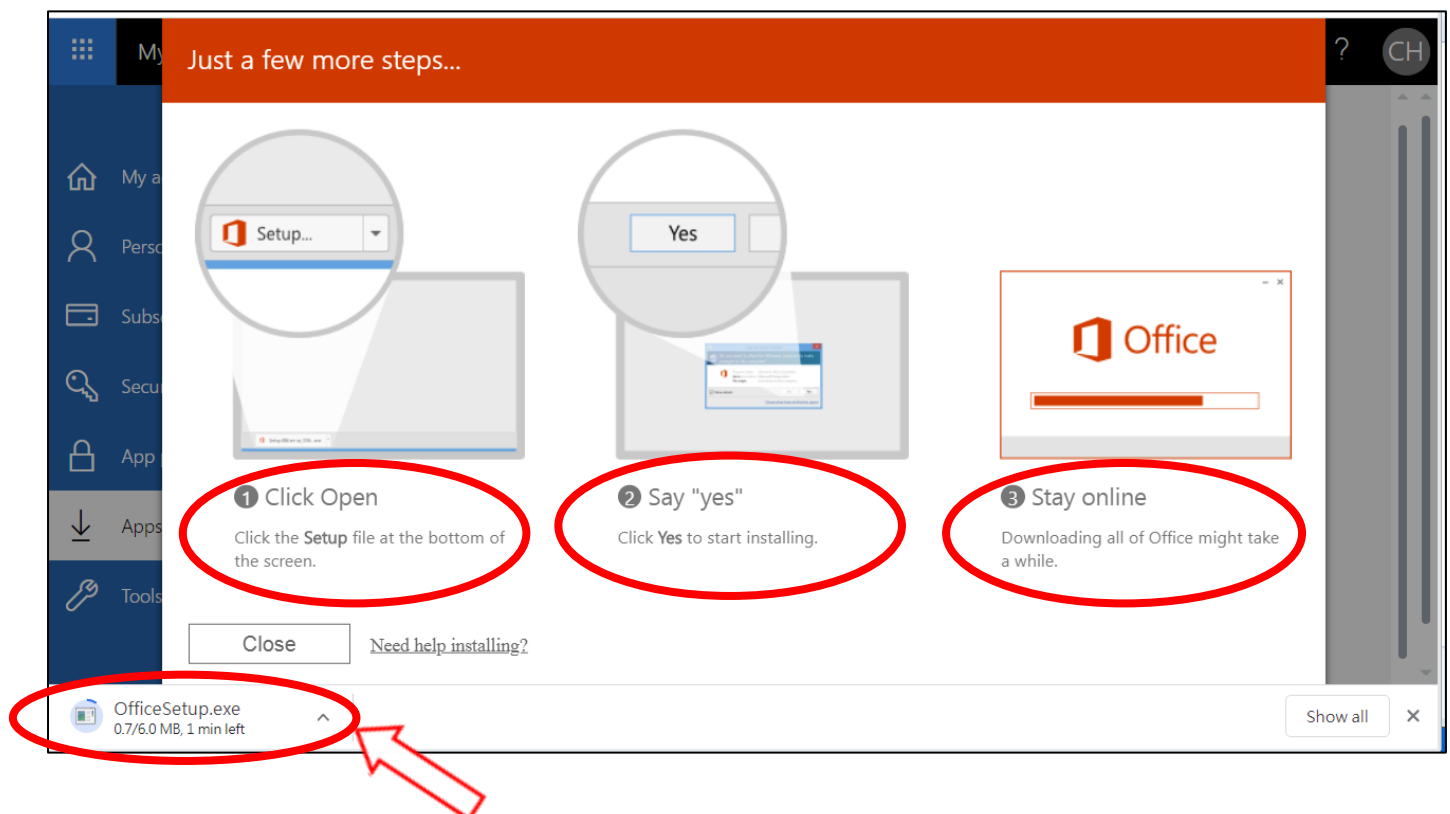 My
Just a few more steps...
?
CH
My a
Perso
Subsc
Secur
App p
Apps
Tools
Setup...
Yes
Office
1 Click Open
Click the Setup file at the bottom of
the screen.
2 Say "yes"
Click Yes to start installing.
3 Stay online
Downloading all of Office might take
a while.
Close
Need help installing?
OfficeSetup.exe
0.7/6.0 MB, 1 min left
Show all